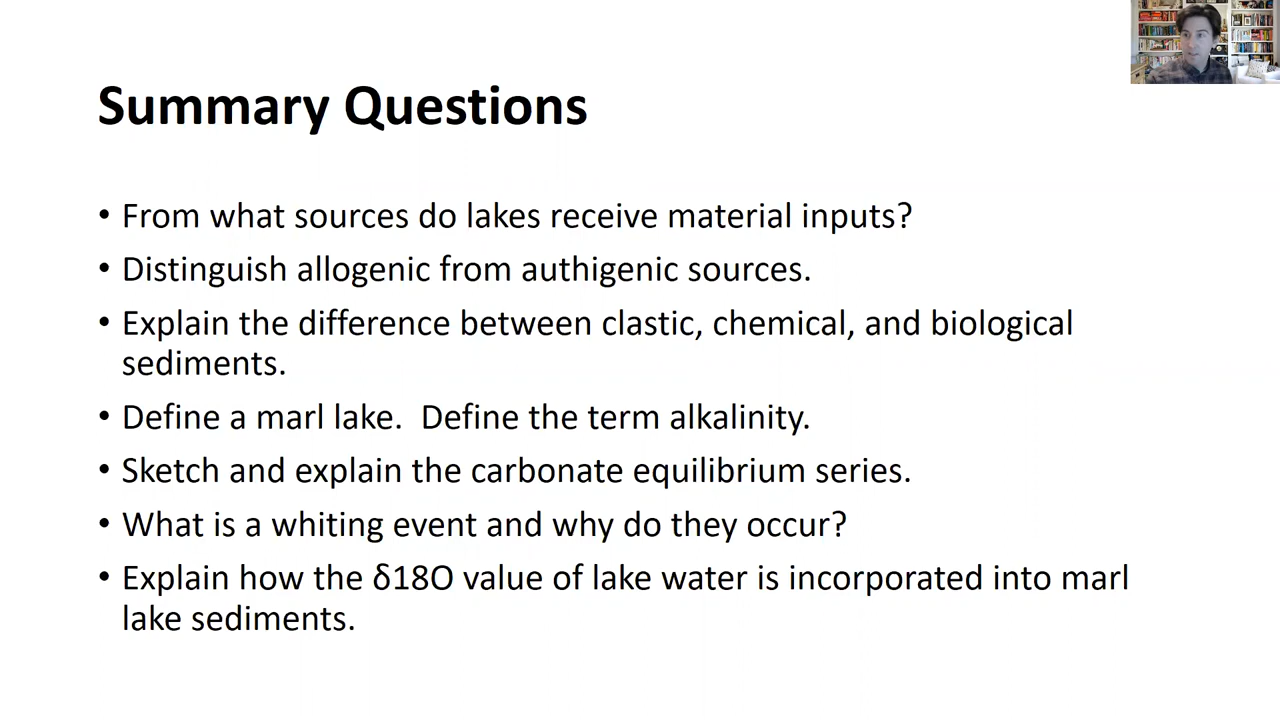 Summary Questions
• From what sources do lakes receive material inputs?
• Distinguish allogenic from authigenic sources.
• Explain the difference between clastic, chemical, and biological
sediments.
• Define a marl lake.  Define the term alkalinity.
• Sketch and explain the carbonate equilibrium series.
• What is a whiting event and why do they occur?
• Explain how the δ18O value of lake water is incorporated into marl
lake sediments.